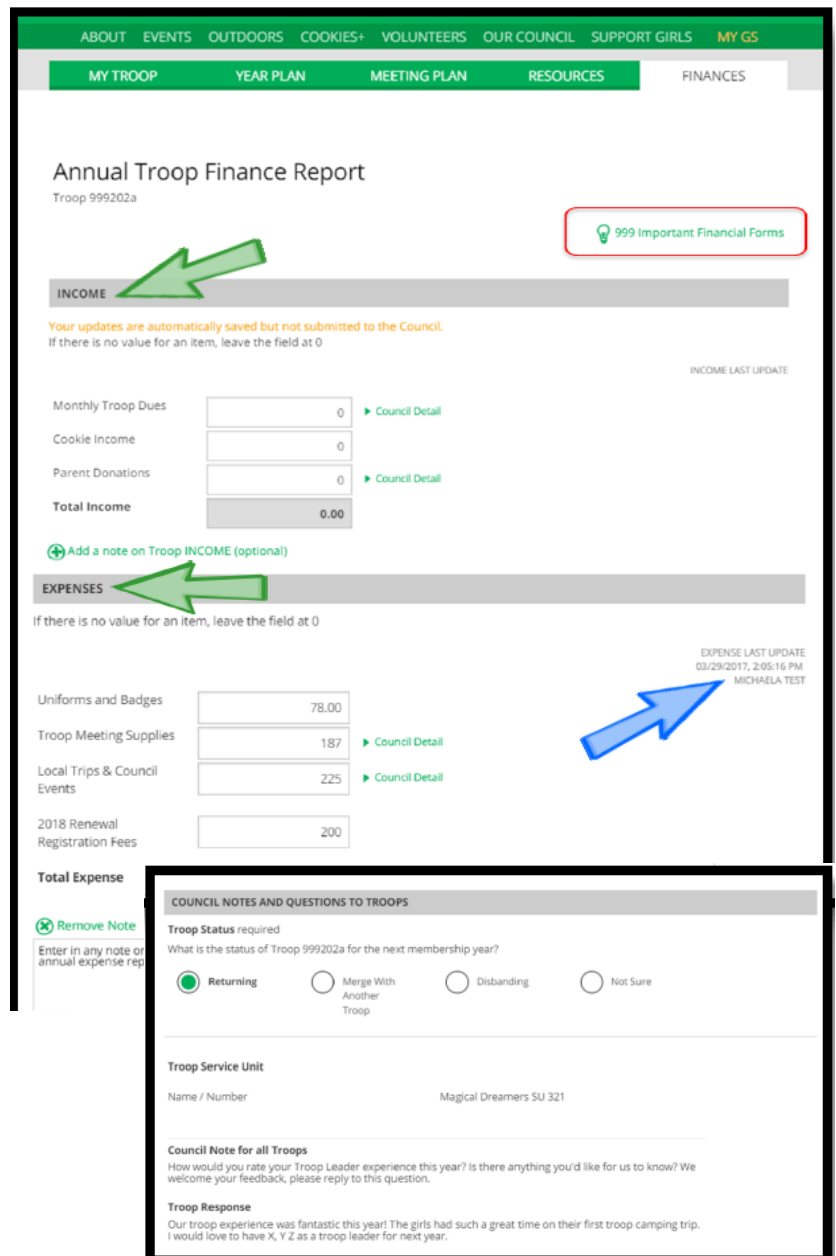 ABOUT EVENTS OUTDOORS COOKIES+ VOLUNTEERS OUR COUNCIL SUPPORT GIRLS MY GS
MY TROOP YEAR PLAN MEETING PLAN RESOURCES FINANCES
Annual Troop Finance Report
Troop 999202a
999 Important Financial Forms
INCOME
Your updates are automatically saved but not submitted to the Council.
If there is no value for an item, leave the field at 0
INCOME LAST UPDATE
Monthly Troop Dues 0 Council Detail
Cookie Income 0
Parent Donations 0 Council Detail
Total Income 0.00
Add a note on Troop INCOME (optional)
EXPENSES
If there is no value for an item, leave the field at 0
EXPENSE LAST UPDATE
03/29/2017, 2:05:16 PM
MICHAELA TEST
Uniforms and Badges 78.00
Troop Meeting Supplies 187 Council Detail
Local Trips & Council
Events 225 Council Detail
2018 Renewal
Registration Fees 200
Total Expense
Remove Note
Enter in any note or
annual expense rep
COUNCIL NOTES AND QUESTIONS TO TROOPS
Troop Status required
What is the status of Troop 999202a for the next membership year?
Returning Merge With Disbanding Not Sure
Another
Troop
Troop Service Unit
Name / Number Magical Dreamers SU 321
Council Note for all Troops
How would you rate your Troop Leader experience this year? Is there anything you'd like for us to know? We
welcome your feedback, please reply to this question.
Troop Response
Our troop experience was fantastic this year! The girls had such a great time on their first troop camping trip.
I would love to have X, Y Z as a troop leader for next year.